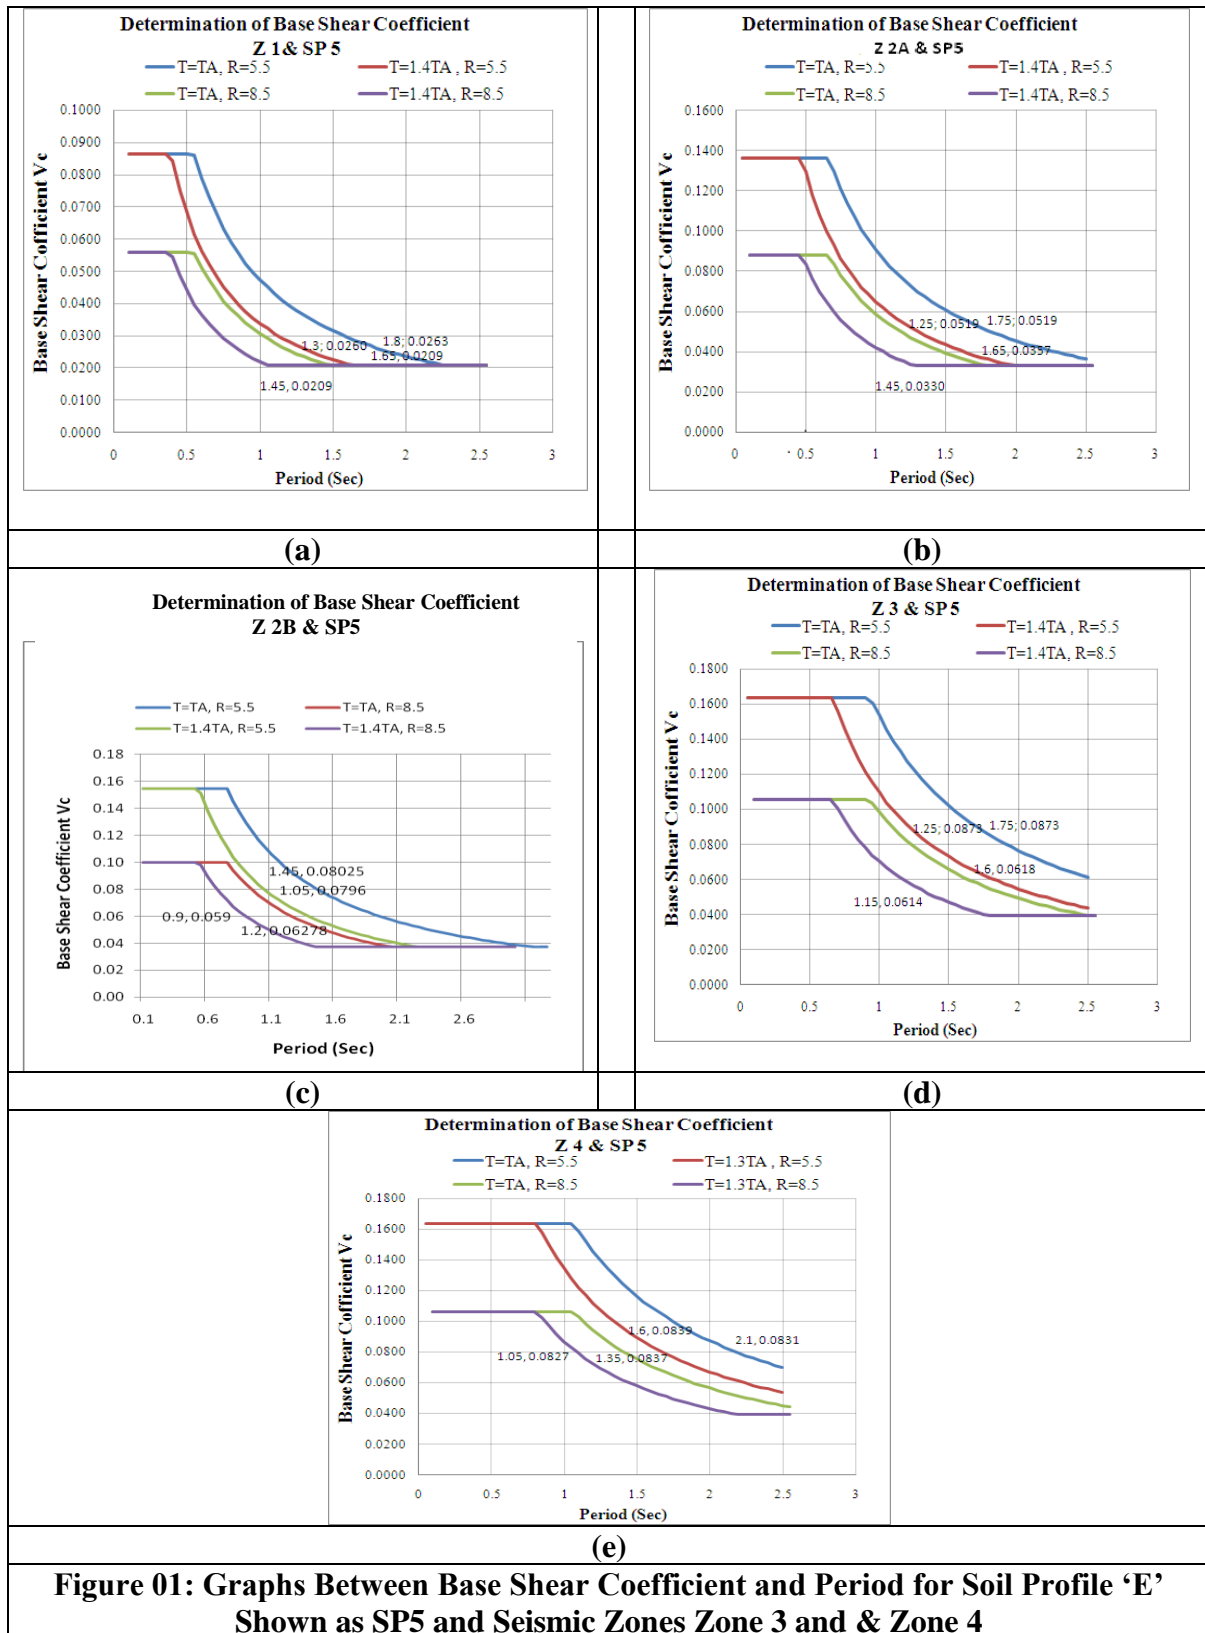 Determination of Base Shear Coefficient
Z 1& SP 5
T=TA, R=5.5 T=1.4TA , R=5.5
T=TA, R=8.5 T=1.4TA, R=8.5
0.1000
0.0900
0.0800
0.0700
0.0600
0.0500
0.0400
0.0300
0.0200
0.0100
0.0000
Base Shear Cofficient Vc
1.3; 0.0260
1.8; 0.0263
1.65; 0.0209
1.45, 0.0209
0 0.5 1 1.5 2 2.5 3
Period (Sec)
(a)
Determination of Base Shear Coefficient
Z 2A & SP5
T=TA, R=5.5 T=1.4TA, R=5.5
T=TA, R=8.5 T=1.4TA, R=8.5
0.1600
0.1400
0.1200
0.1000
0.0800
0.0600
0.0400
0.0200
0.0000
Base Shear Cofficient Vc
1.25; 0.0519
1.75; 0.0519
1.65, 0.0357
1.45, 0.0330
0 0.5 1 1.5 2 2.5 3
Period (Sec)
(b)
Determination of Base Shear Coefficient
Z 2B & SP5
T=TA, R=5.5 T=TA, R=8.5
T=1.4TA, R=5.5 T=1.4TA, R=8.5
0.18
0.16
0.14
0.12
0.10
0.08
0.06
0.04
0.02
0.00
Base Shear Coefficient Vc
1.45, 0.08025
1.05, 0.0796
0.9, 0.059
1.2, 0.06278
0.1 0.6 1.1 1.6 2.1 2.6
Period (Sec)
(c)
Determination of Base Shear Coefficient
Z 3 & SP 5
T=TA, R=5.5 T=1.4TA , R=5.5
T=TA, R=8.5 T=1.4TA, R=8.5
0.1800
0.1600
0.1400
0.1200
0.1000
0.0800
0.0600
0.0400
0.0200
0.0000
Base Shear Cofficient Vc
1.25; 0.0873
1.75; 0.0873
1.6, 0.0618
1.15, 0.0614
0 0.5 1 1.5 2 2.5 3
Period (Sec)
(d)
Determination of Base Shear Coefficient
Z 4 & SP 5
T=TA, R=5.5 T=1.3TA , R=5.5
T=TA, R=8.5 T=1.3TA, R=8.5
0.1800
0.1600
0.1400
0.1200
0.1000
0.0800
0.0600
0.0400
0.0200
0.0000
Base Shear Cofficient Vc
1.6, 0.0839
2.1, 0.0831
1.05, 0.0827
1.35, 0.0837
0 0.5 1 1.5 2 2.5 3
Period (Sec)
(e)
Figure 01: Graphs Between Base Shear Coefficient and Period for Soil Profile ‘E’
Shown as SP5 and Seismic Zones Zone 3 and & Zone 4